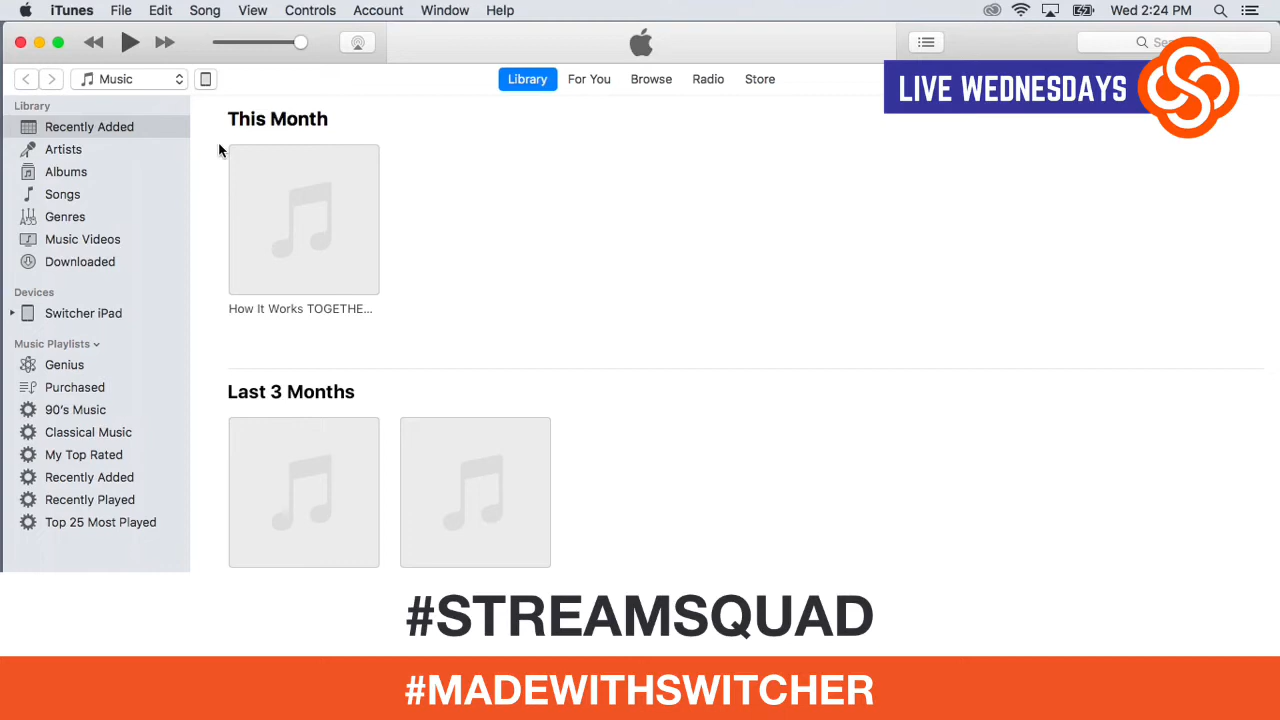 iTunes File Edit Song View Controls Account Window Help Wed 2:24 PM
Music Library For You Browse Radio Store
LIVE WEDNESDAYS
Library
Recently Added
Artists
Albums
Songs
Genres
Music Videos
Downloaded
Devices
Switcher iPad
Music Playlists
Genius
Purchased
90's Music
Classical Music
My Top Rated
Recently Added
Recently Played
Top 25 Most Played
This Month
How It Works TOGETHE...
Last 3 Months
#STREAMSQUAD
#MADEWITHSWITCHER